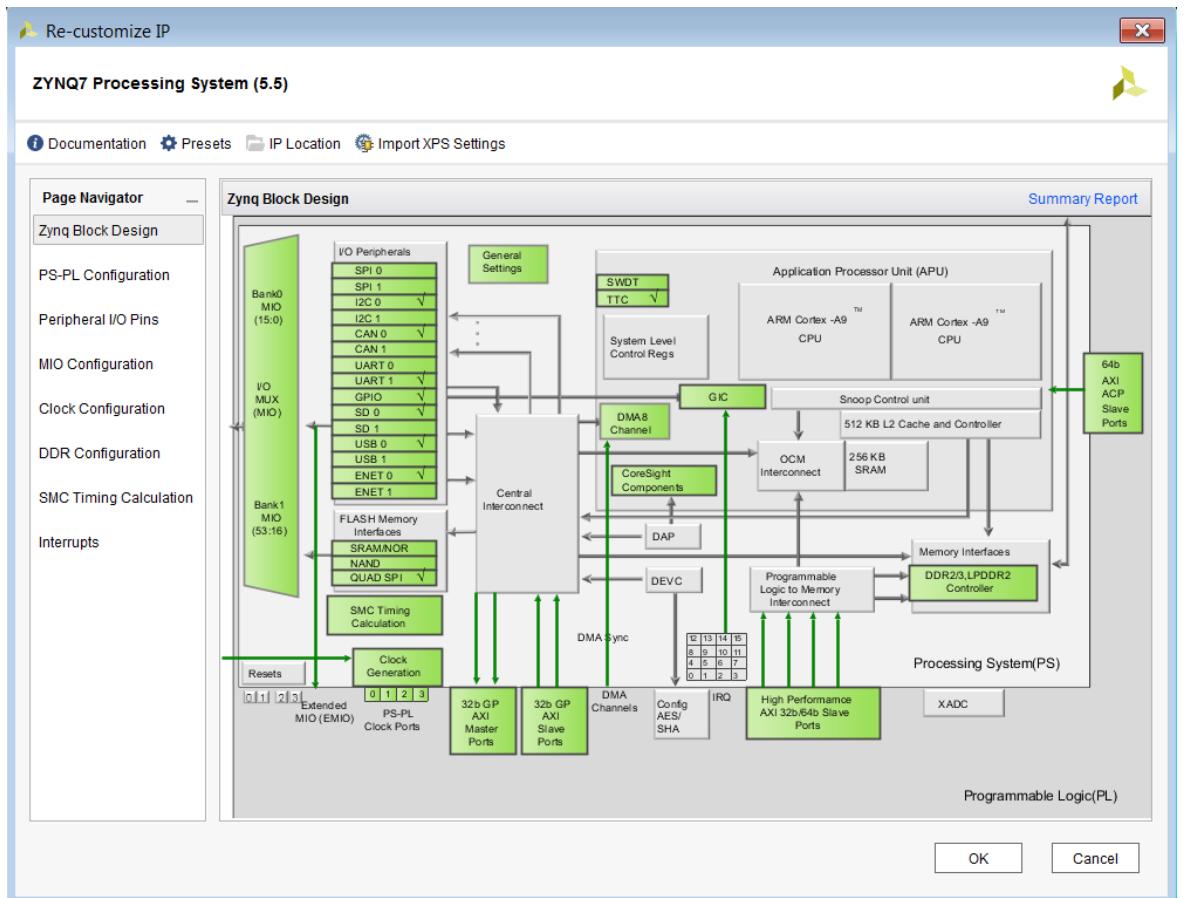 Re-customize IP
ZYNQ7 Processing System (5.5)
Documentation Presets IP Location Import XPS Settings
Page Navigator
Zynq Block Design
PS-PL Configuration
Peripheral I/O Pins
MIO Configuration
Clock Configuration
DDR Configuration
SMC Timing Calculation
Interrupts
Zynq Block Design
Summary Report
Bank0
MIO
(15:0)
I/O
MUX
(MIO)
Bank1
MIO
(53:16)
I/O Peripherals
SPI 0
SPI 1
I2C 0 √
I2C 1
CAN 0 √
CAN 1
UART 0
UART 1 √
GPIO √
SD 0 √
SD 1
USB 0 √
USB 1
ENET 0 √
ENET 1
FLASH Memory
Interfaces
SRAM/NOR
NAND
QUAD SPI √
SMC Timing
Calculation
General
Settings
Application Processor Unit (APU)
SWDT
TTC √
System Level
Control Regs
ARM Cortex -A9 ™
CPU
ARM Cortex -A9 ™
CPU
GIC
Snoop Control unit
512 KB L2 Cache and Controller
DMA8
Channel
OCM
Interconnect
256 KB
SRAM
CoreSight
Components
Central
Interconnect
DAP
DEVC
Programmable
Logic to Memory
Interconnect
Memory Interfaces
DDR2/3,LPDDR2
Controller
64b
AXI
ACP
Slave
Ports
DMA Sync
12 13 14 15
8 9 10 11
4 5 6 7
0 1 2 3
Processing System(PS)
Resets
0 1 2 3
Clock
Generation
0 1 2 3
Extended
MIO (EMIO)
PS-PL
Clock Ports
32b GP
AXI
Master
Ports
32b GP
AXI
Slave
Ports
DMA
Channels
Config
AES/
SHA
IRQ
High Performance
AXI 32b/64b Slave
Ports
XADC
Programmable Logic(PL)
OK
Cancel